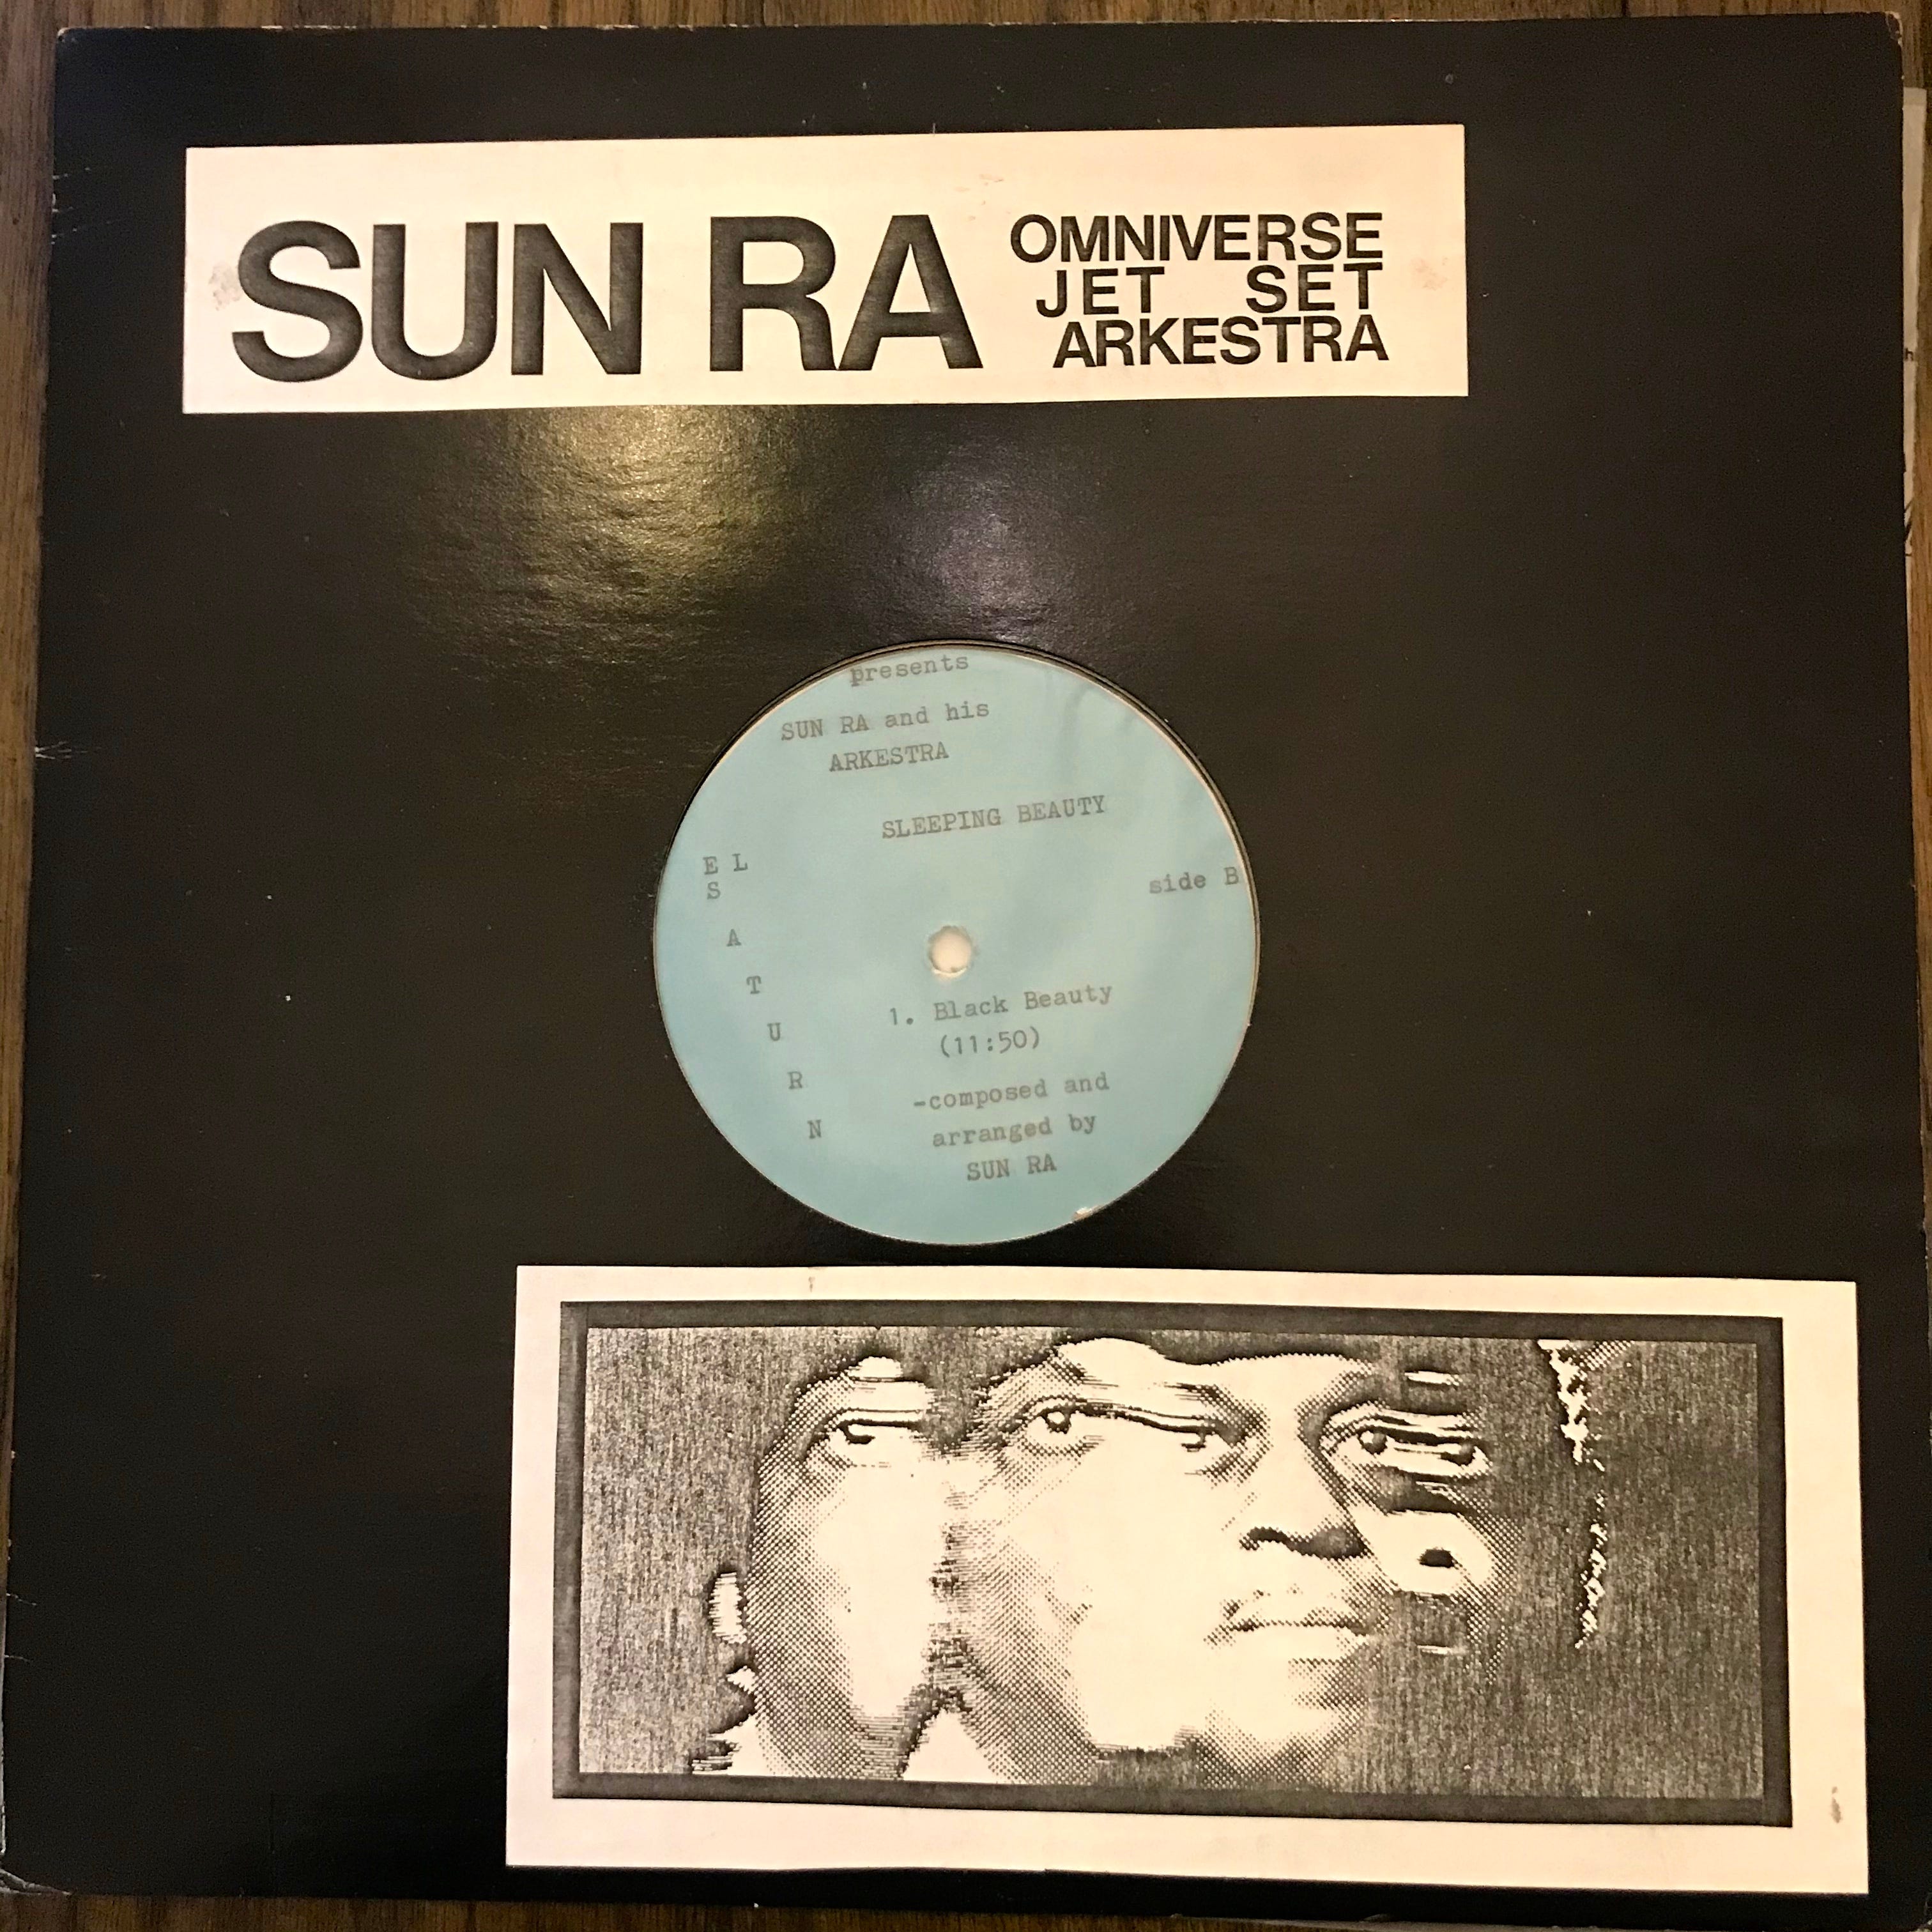 SUN RA
OMNIVERSE
JET SET
ARKESTRA
presents
SUN RA and his
ARKESTRA
SLEEPING BEAUTY
side B
E L
S
A
T
U
R
N
1. Black Beauty
(11:50)
-composed and
arranged by
SUN RA